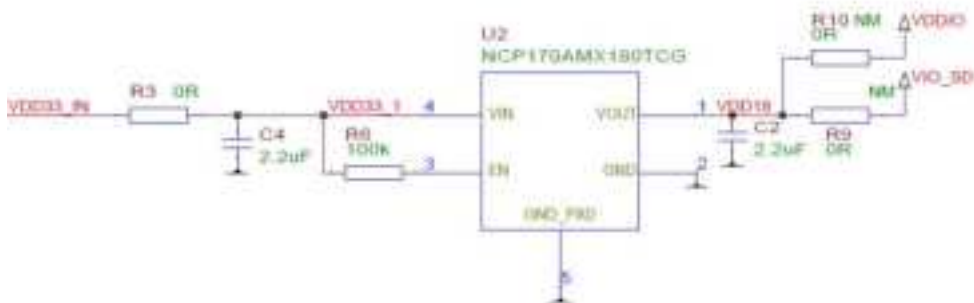 R10 NM
0R
VDDIO
U2
NCP170AMX180TCG
VIO_SD
R3 0R
NM
VDD33_IN
VDD33_1
4
VIN
VOUT
1
VDD18
C4
2.2uF
R6
100k
C2
2.2uF
R9
0R
3
EN
GND
2
GND_PAD
5